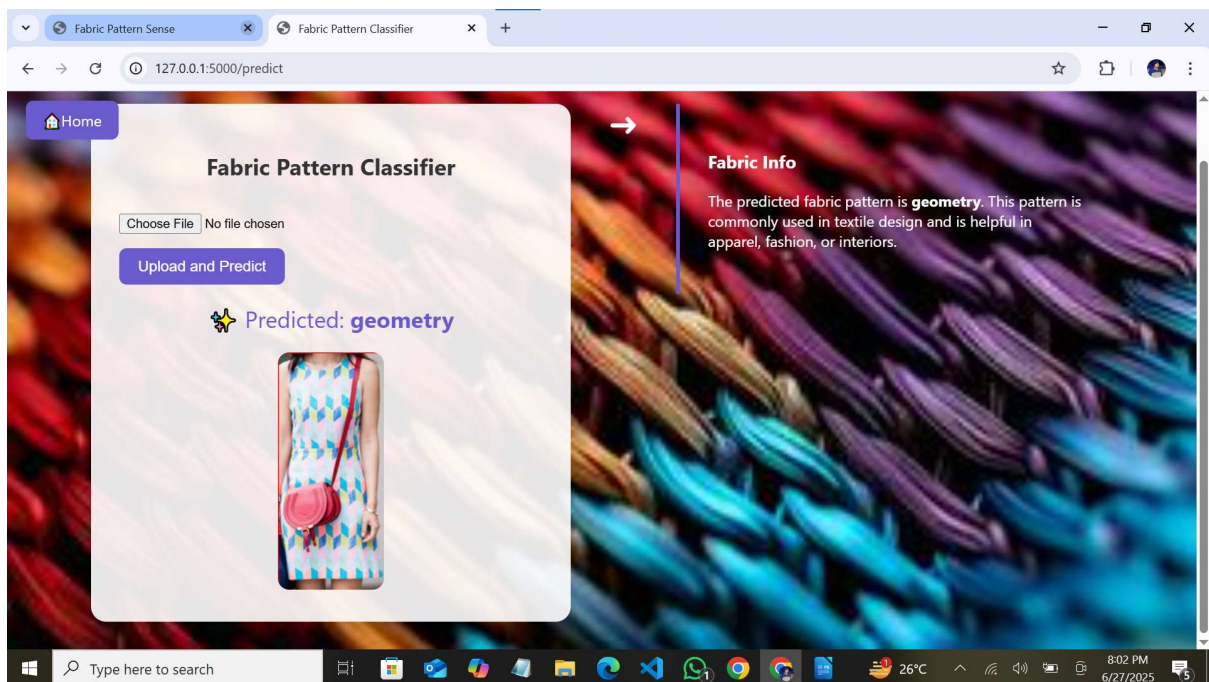 Fabric Pattern Sense
Fabric Pattern Classifier
127.0.0.1:5000/predict
Home
Fabric Pattern Classifier
Choose File No file chosen
Upload and Predict
Predicted: geometry
Fabric Info
The predicted fabric pattern is geometry. This pattern is
commonly used in textile design and is helpful in
apparel, fashion, or interiors.
Type here to search
1
1
26°C
8:02 PM
6/27/2025
5